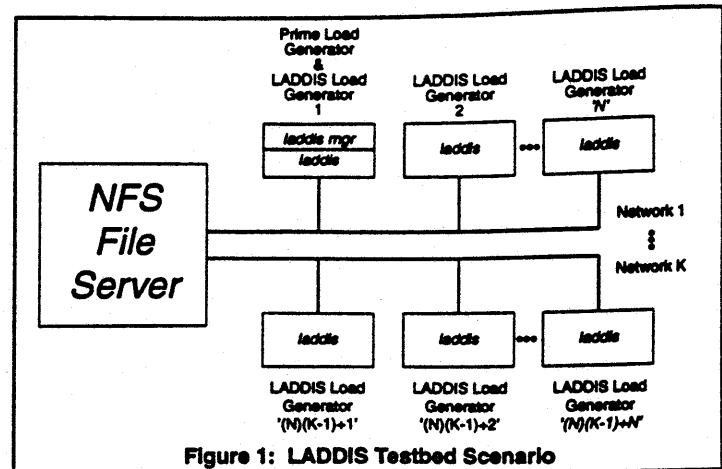 Prime Load
Generator
&
LADDIS Load
Generator
1
LADDIS Load
Generator
2
LADDIS Load
Generator
'N'
laddis mgr
laddis
laddis
•••
laddis
NFS
File
Server
Network 1
Network K
laddis
laddis
•••
laddis
LADDIS Load
Generator
'(N)(K-1)+1'
LADDIS Load
Generator
'(N)(K-1)+2'
LADDIS Load
Generator
'(N)(K-1)+N'
Figure 1: LADDIS Testbed Scenario